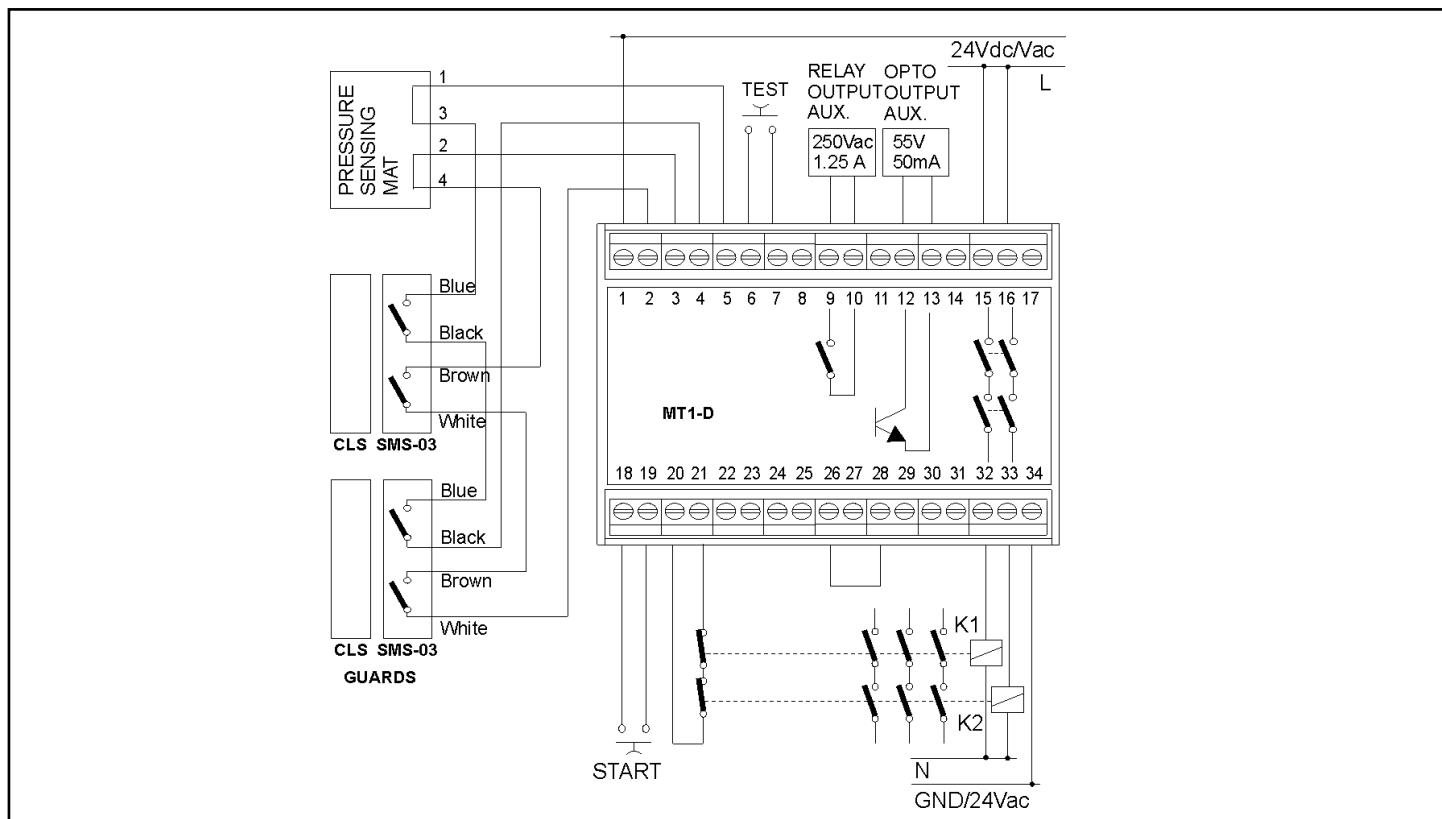 24Vdc/Vac
L
PRESSURE
SENSING
MAT
1
3
2
4
TEST
RELAY
OUTPUT
AUX.
OPTO
OUTPUT
AUX.
250Vac
1.25 A
55V
50mA
Blue
Black
Brown
White
CLS SMS-03
Blue
Black
Brown
White
CLS SMS-03
GUARDS
1 2 3 4 5 6 7 8 9 10 11 12 13 14 15 16 17
MT1-D
18 19 20 21 22 23 24 25 26 27 28 29 30 31 32 33 34
K1
K2
START
N
GND/24Vac